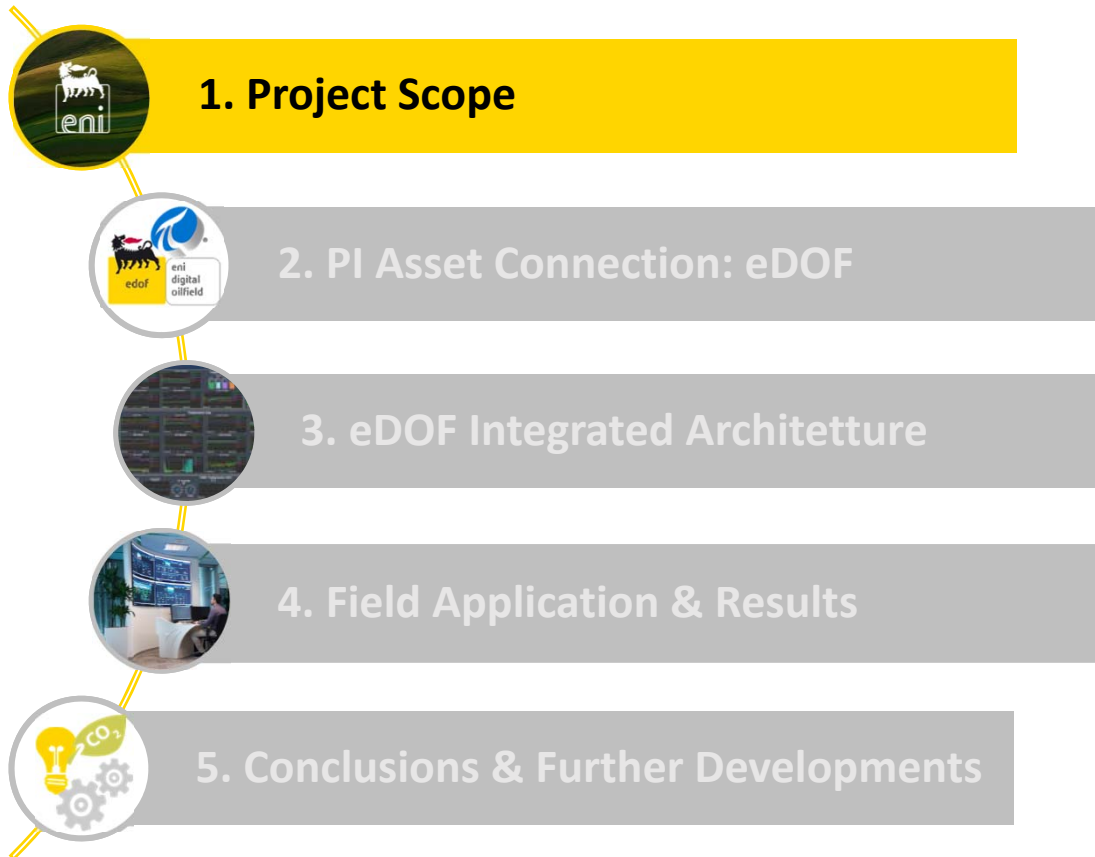 eni
1. Project Scope
edof
eni
digital
oilfield
2. PI Asset Connection: eDOF
3. eDOF Integrated Architetture
4. Field Application & Results
CO2
5. Conclusions & Further Developments